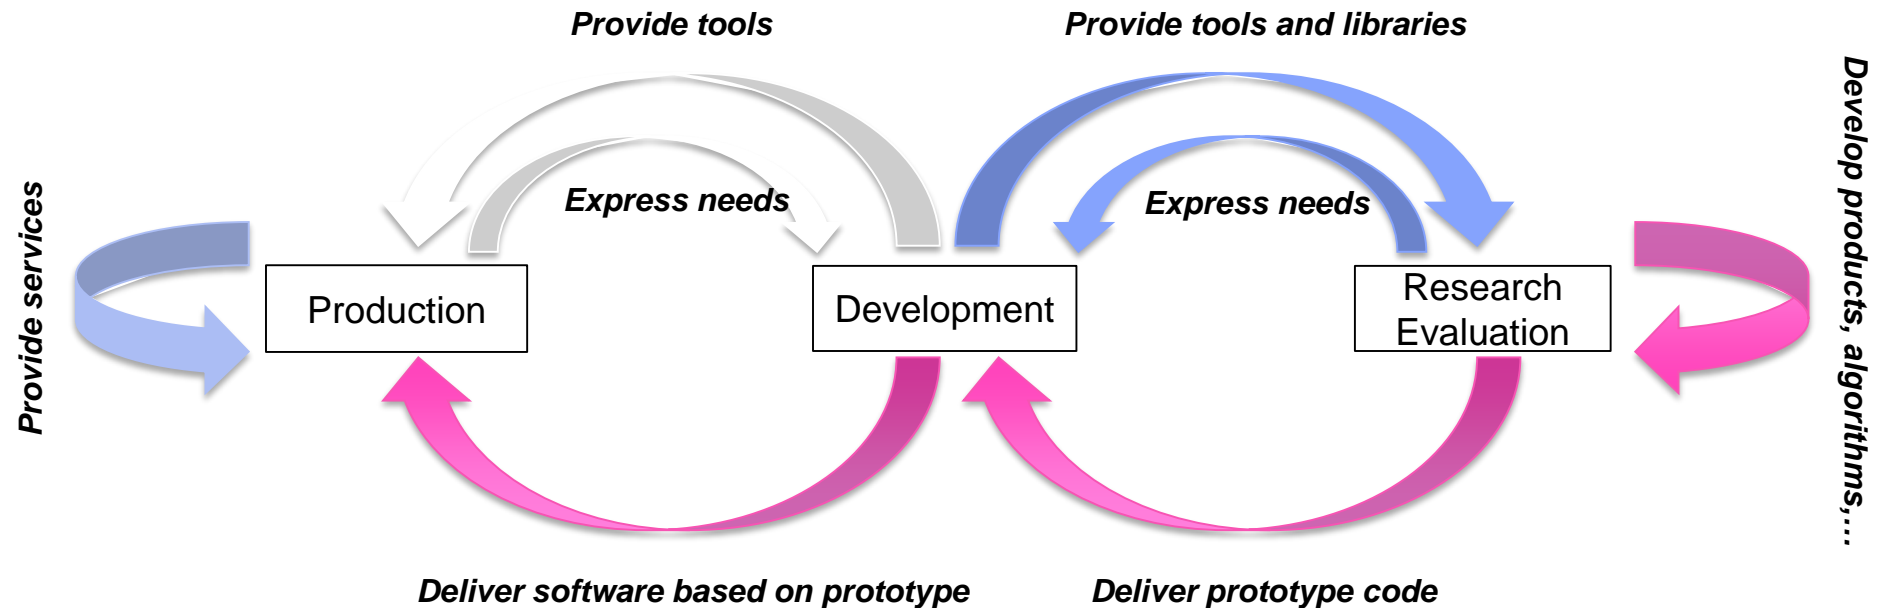 Provide tools
Provide tools and libraries
Express needs
Express needs
Provide services
Production
Development
Research
Evaluation
Develop products, algorithms,…
Deliver software based on prototype
Deliver prototype code